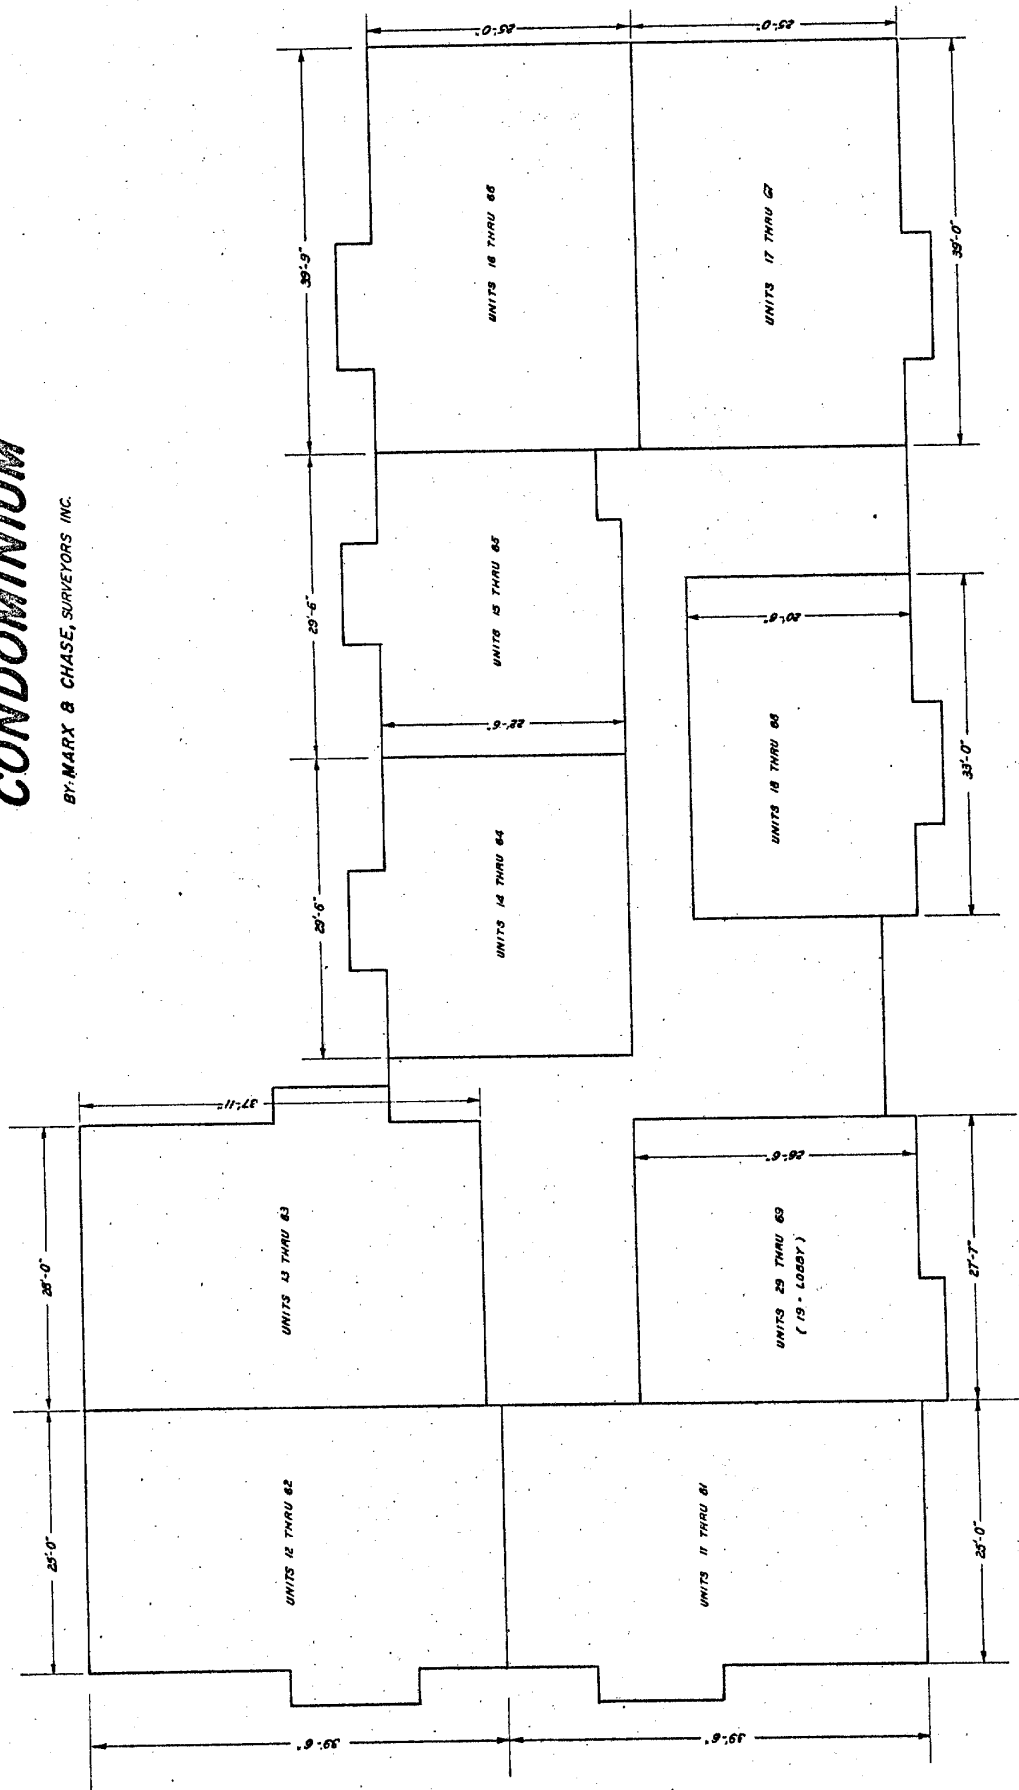 CONDOMINIUM
BY: MARX & CHASE, SURVEYORS INC.
25'-0"
25'-0"
39'-9"
UNITS 16 THRU 66
UNITS 17 THRU 67
39'-0"
29'-6"
UNITS 15 THRU 65
22'-6"
20'-6"
UNITS 18 THRU 68
33'-0"
29'-6"
UNITS 14 THRU 64
37'-11"
28'-0"
UNITS 13 THRU 63
26'-6"
UNITS 29 THRU 69
( 19 - LOBBY )
27'-7"
25'-0"
UNITS 12 THRU 62
UNITS 11 THRU 61
25'-0"
39'-6"
39'-6"